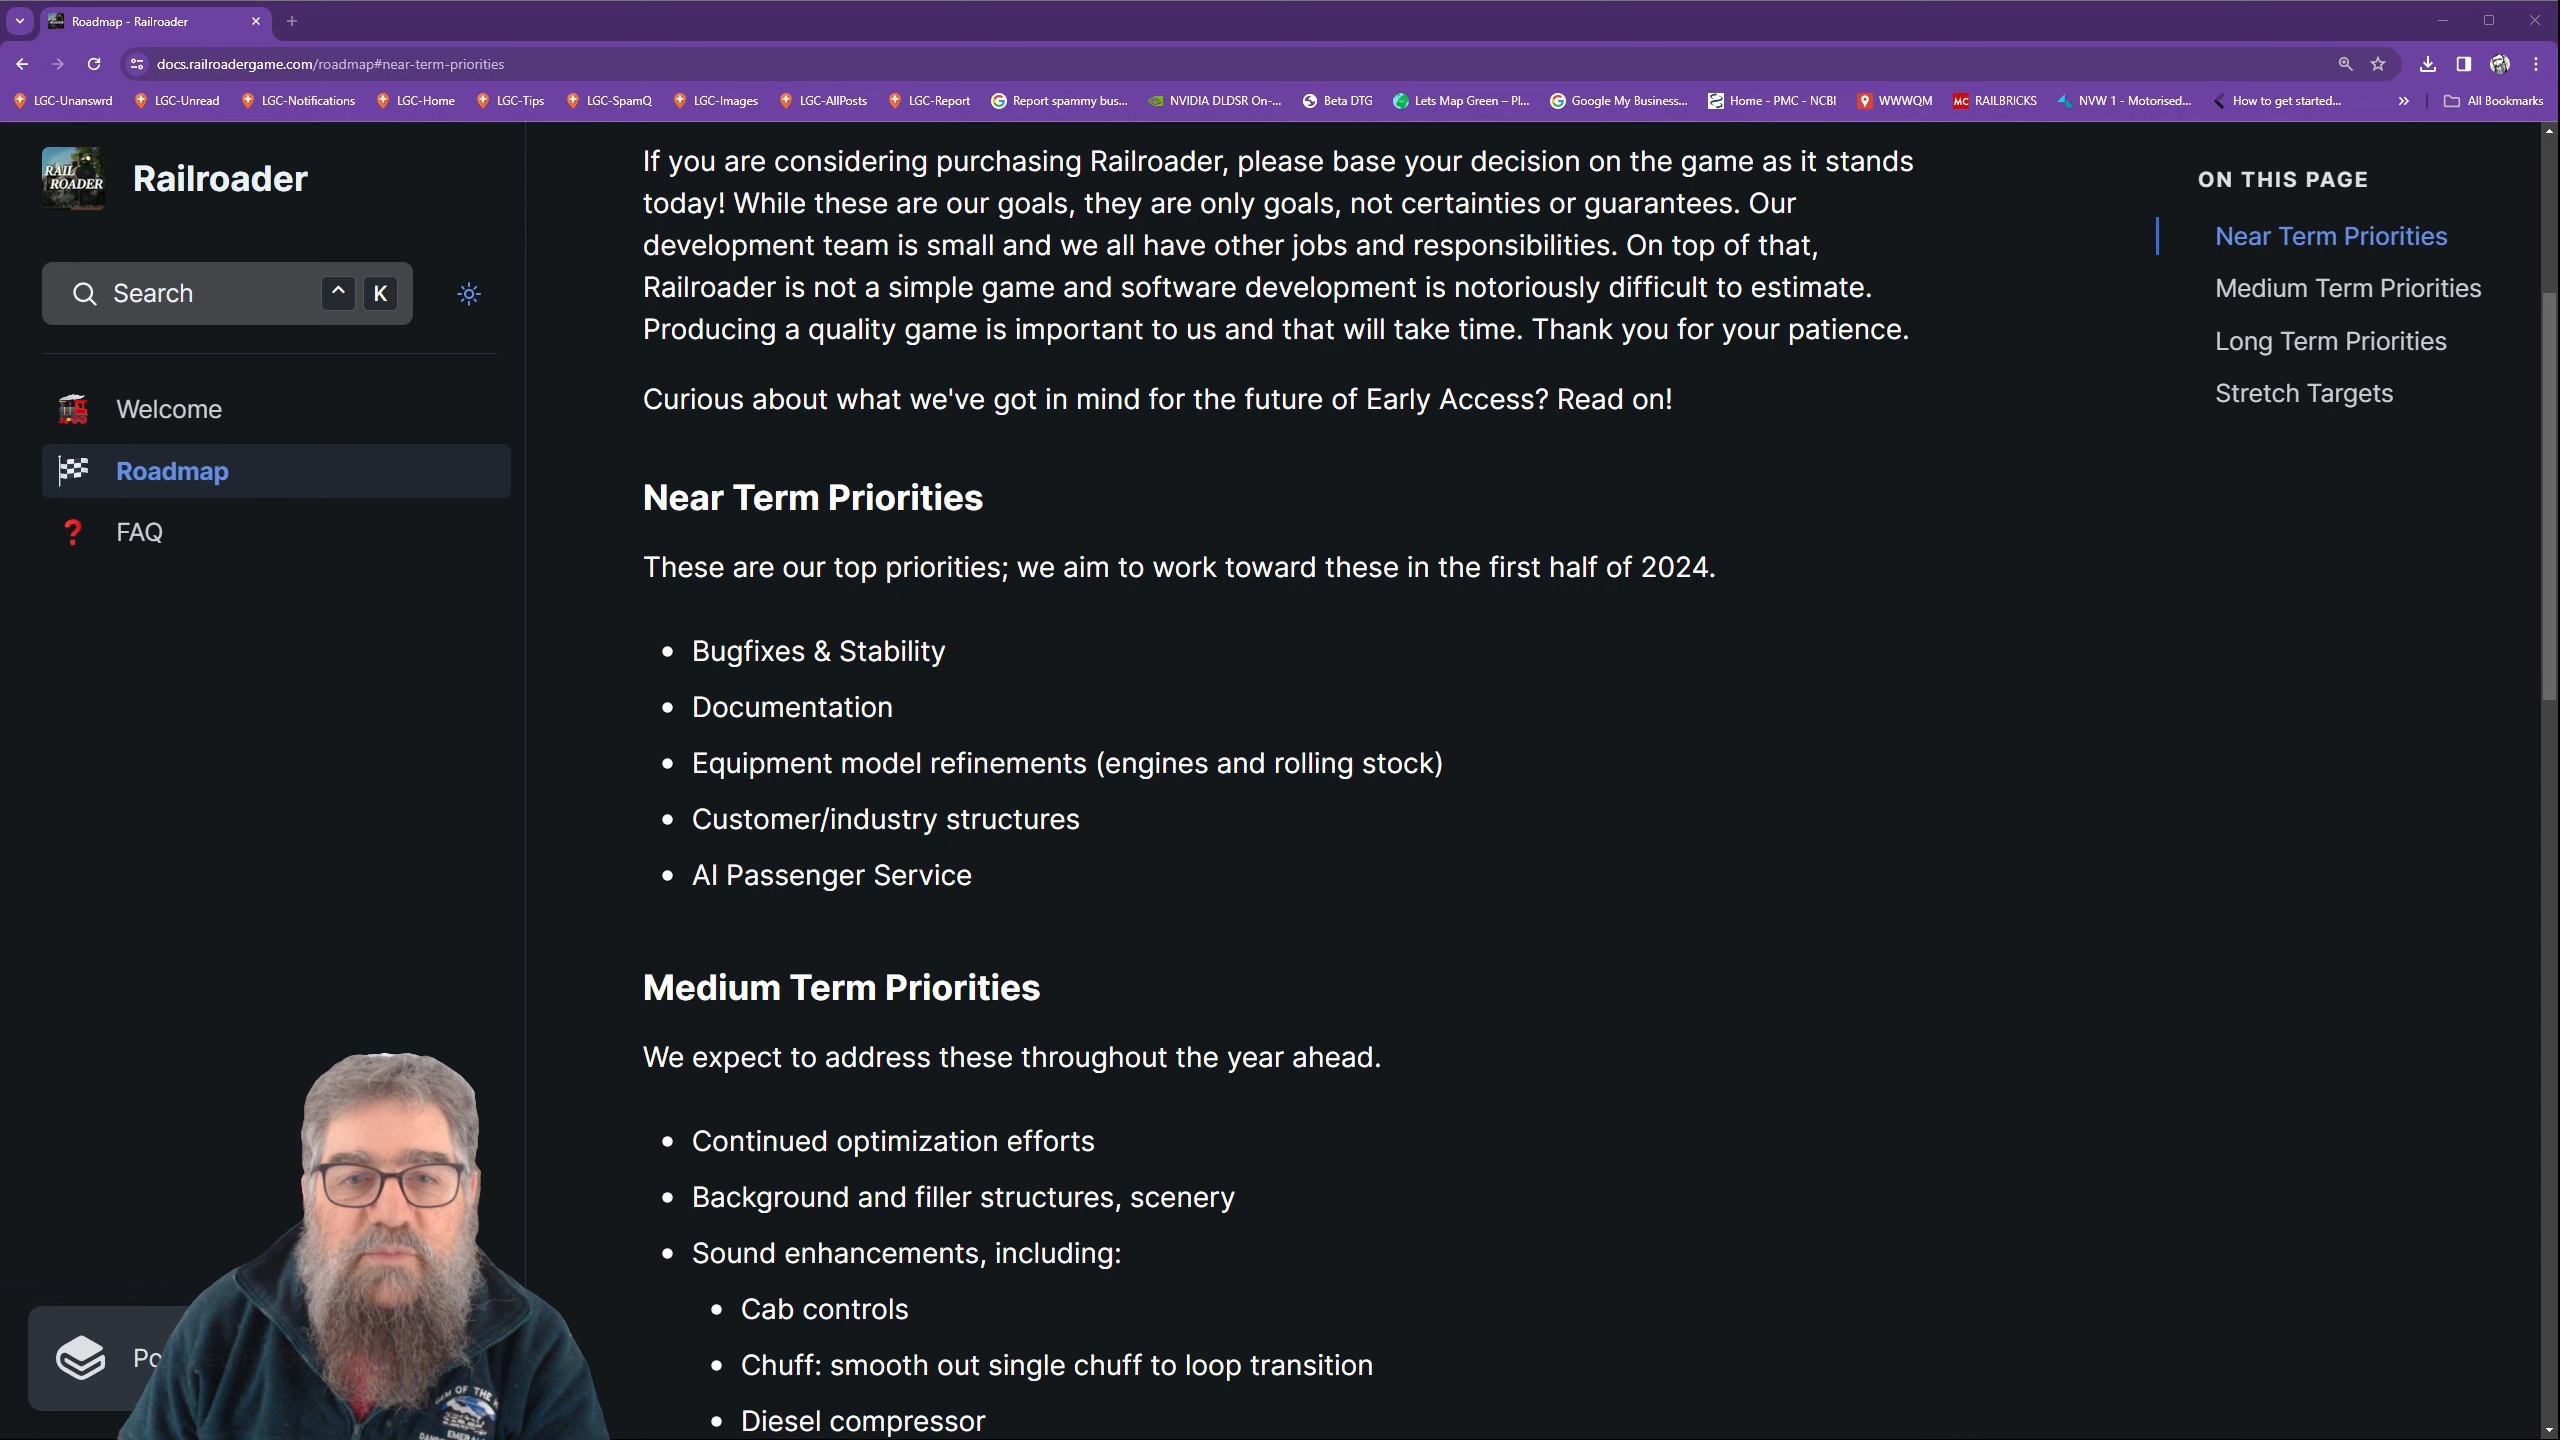 Roadmap - Railroader
docs.railroadergame.com/roadmap#near-term-priorities
LGC-Unanswrd LGC-Unread LGC-Notifications LGC-Home LGC-Tips LGC-SpamQ LGC-Images LGC-AllPosts LGC-Report Report spammy bus... NVIDIA DLDSR On-... Beta DTG Lets Map Green – Pl... Google My Business... Home - PMC - NCBI WWWQM MC RAILBRICKS NVW 1 - Motorised... How to get started... » All Bookmarks
RAIL
ROADER
Railroader
Search ^ K
Welcome
Roadmap
FAQ
If you are considering purchasing Railroader, please base your decision on the game as it stands
today! While these are our goals, they are only goals, not certainties or guarantees. Our
development team is small and we all have other jobs and responsibilities. On top of that,
Railroader is not a simple game and software development is notoriously difficult to estimate.
Producing a quality game is important to us and that will take time. Thank you for your patience.
Curious about what we've got in mind for the future of Early Access? Read on!
Near Term Priorities
These are our top priorities; we aim to work toward these in the first half of 2024.
• Bugfixes & Stability
• Documentation
• Equipment model refinements (engines and rolling stock)
• Customer/industry structures
• AI Passenger Service
Medium Term Priorities
We expect to address these throughout the year ahead.
• Continued optimization efforts
• Background and filler structures, scenery
• Sound enhancements, including:
• Cab controls
• Chuff: smooth out single chuff to loop transition
• Diesel compressor
ON THIS PAGE
Near Term Priorities
Medium Term Priorities
Long Term Priorities
Stretch Targets
OF THE